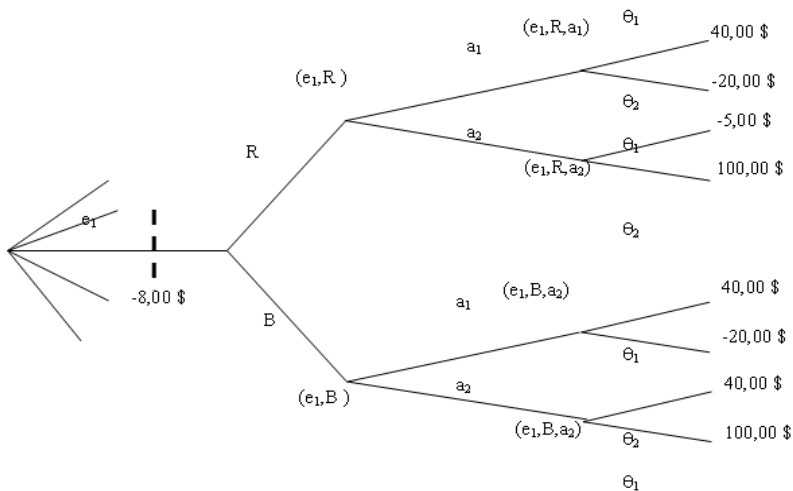 θ₁
(e₁,R,a₁)
40,00 $
a₁
(e₁,R )
-20,00 $
θ₂
-5,00 $
a₂
θ₁
R
(e₁,R,a₂)
100,00 $
e₁
θ₂
-8,00 $
40,00 $
(e₁,B,a₂)
a₁
B
-20,00 $
θ₁
40,00 $
a₂
(e₁,B )
(e₁,B,a₂)
100,00 $
θ₂
θ₁